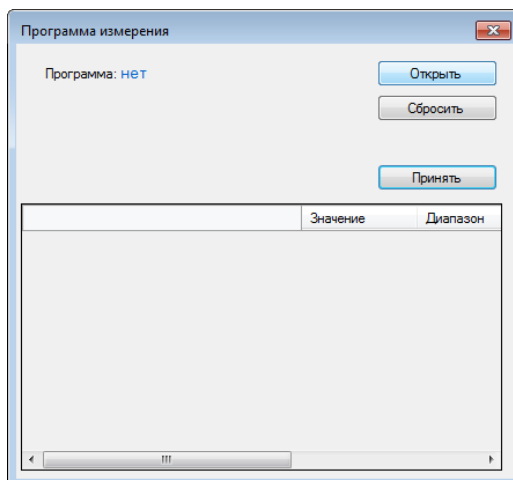 Программа измерения
Программа: нет
Открыть
Сбросить
Принять
Значение Диапазон